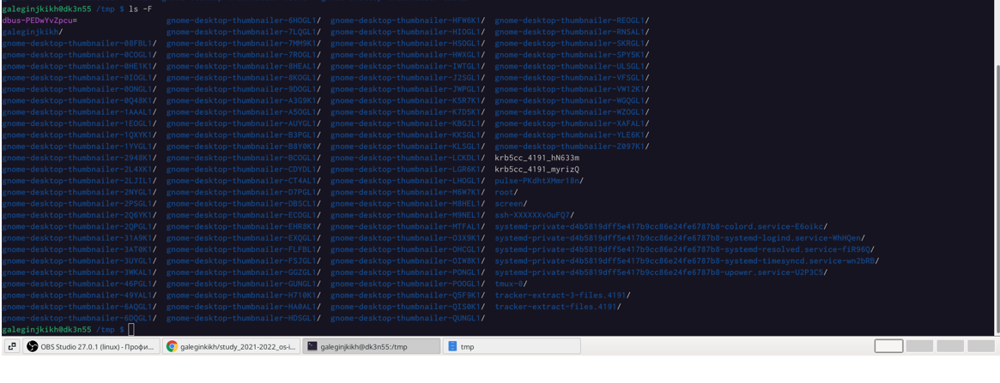 galeginjkikh@dk3n55 /tmp $ ls -F
dbus-PEDwYvZpcu= gnome-desktop-thumbnailer-6HOGL1/ gnome-desktop-thumbnailer-HFW6K1/ gnome-desktop-thumbnailer-REOGL1/
galeginjkikh/ gnome-desktop-thumbnailer-7LQGL1/ gnome-desktop-thumbnailer-HIOGL1/ gnome-desktop-thumbnailer-RNSAL1/
gnome-desktop-thumbnailer-08FBL1/ gnome-desktop-thumbnailer-7MM9K1/ gnome-desktop-thumbnailer-HSOGL1/ gnome-desktop-thumbnailer-SKRGL1/
gnome-desktop-thumbnailer-0COGL1/ gnome-desktop-thumbnailer-7ROGL1/ gnome-desktop-thumbnailer-HWXGL1/ gnome-desktop-thumbnailer-SPY5K1/
gnome-desktop-thumbnailer-0HE1K1/ gnome-desktop-thumbnailer-8HEAL1/ gnome-desktop-thumbnailer-IWTGL1/ gnome-desktop-thumbnailer-ULSGL1/
gnome-desktop-thumbnailer-0IOGL1/ gnome-desktop-thumbnailer-8KOGL1/ gnome-desktop-thumbnailer-J2SGL1/ gnome-desktop-thumbnailer-VFSGL1/
gnome-desktop-thumbnailer-0ONGL1/ gnome-desktop-thumbnailer-9DOGL1/ gnome-desktop-thumbnailer-JWPGL1/ gnome-desktop-thumbnailer-VW12K1/
gnome-desktop-thumbnailer-0Q48K1/ gnome-desktop-thumbnailer-A3G9K1/ gnome-desktop-thumbnailer-K5R7K1/ gnome-desktop-thumbnailer-WGQGL1/
gnome-desktop-thumbnailer-1AAAL1/ gnome-desktop-thumbnailer-A5OGL1/ gnome-desktop-thumbnailer-K7D5K1/ gnome-desktop-thumbnailer-WZOGL1/
gnome-desktop-thumbnailer-1EOGL1/ gnome-desktop-thumbnailer-AUYGL1/ gnome-desktop-thumbnailer-KBGJL1/ gnome-desktop-thumbnailer-XAFAL1/
gnome-desktop-thumbnailer-1QXYK1/ gnome-desktop-thumbnailer-B3PGL1/ gnome-desktop-thumbnailer-KKSGL1/ gnome-desktop-thumbnailer-YLE6K1/
gnome-desktop-thumbnailer-1YVGL1/ gnome-desktop-thumbnailer-B8Y0K1/ gnome-desktop-thumbnailer-KLSGL1/ gnome-desktop-thumbnailer-Z097K1/
gnome-desktop-thumbnailer-2948K1/ gnome-desktop-thumbnailer-BCOGL1/ gnome-desktop-thumbnailer-LCKDL1/ krb5cc_4191_hN633m
gnome-desktop-thumbnailer-2L4XK1/ gnome-desktop-thumbnailer-CDYDL1/ gnome-desktop-thumbnailer-LGR6K1/ krb5cc_4191_myrizQ
gnome-desktop-thumbnailer-2LJIL1/ gnome-desktop-thumbnailer-CT4AL1/ gnome-desktop-thumbnailer-LHOGL1/ pulse-PKdhtXMmr18n/
gnome-desktop-thumbnailer-2NYGL1/ gnome-desktop-thumbnailer-D7PGL1/ gnome-desktop-thumbnailer-M6W7K1/ root/
gnome-desktop-thumbnailer-2PSGL1/ gnome-desktop-thumbnailer-DBSCL1/ gnome-desktop-thumbnailer-M8HEL1/ screen/
gnome-desktop-thumbnailer-2Q6YK1/ gnome-desktop-thumbnailer-ECOGL1/ gnome-desktop-thumbnailer-M9NEL1/ ssh-XXXXXXvOuFQ7/
gnome-desktop-thumbnailer-2QPGL1/ gnome-desktop-thumbnailer-EHR8K1/ gnome-desktop-thumbnailer-MTFAL1/ systemd-private-d4b5819dff5e417b9cc86e24fe6787b8-colord.service-E6oikc/
gnome-desktop-thumbnailer-31A9K1/ gnome-desktop-thumbnailer-EXQGL1/ gnome-desktop-thumbnailer-OJ3X9K1/ systemd-private-d4b5819dff5e417b9cc86e24fe6787b8-systemd-logind.service-WhHQen/
gnome-desktop-thumbnailer-3AT0K1/ gnome-desktop-thumbnailer-FLFBL1/ gnome-desktop-thumbnailer-OHCGL1/ systemd-private-d4b5819dff5e417b9cc86e24fe6787b8-systemd-resolved.service-fiR96Q/
gnome-desktop-thumbnailer-3UYGL1/ gnome-desktop-thumbnailer-FSJGL1/ gnome-desktop-thumbnailer-OIW8K1/ systemd-private-d4b5819dff5e417b9cc86e24fe6787b8-systemd-timesyncd.service-wn2bRB/
gnome-desktop-thumbnailer-3WKAL1/ gnome-desktop-thumbnailer-GGZGL1/ gnome-desktop-thumbnailer-PONGL1/ systemd-private-d4b5819dff5e417b9cc86e24fe6787b8-upower.service-U2P3C5/
gnome-desktop-thumbnailer-46PGL1/ gnome-desktop-thumbnailer-GUNGL1/ gnome-desktop-thumbnailer-POOGL1/ tmux-0/
gnome-desktop-thumbnailer-49YAL1/ gnome-desktop-thumbnailer-H710K1/ gnome-desktop-thumbnailer-Q5F9K1/ tracker-extract-3-files.4191/
gnome-desktop-thumbnailer-6AQGL1/ gnome-desktop-thumbnailer-HA0AL1/ gnome-desktop-thumbnailer-QIS0K1/ tracker-extract-files.4191/
gnome-desktop-thumbnailer-6DQGL1/ gnome-desktop-thumbnailer-HDSGL1/ gnome-desktop-thumbnailer-QUNGL1/
galeginjkikh@dk3n55 /tmp $
OBS Studio 27.0.1 (linux) - Профи... galeginkikh/study_2021-2022_os-i... galeginjkikh@dk3n55:/tmp tmp